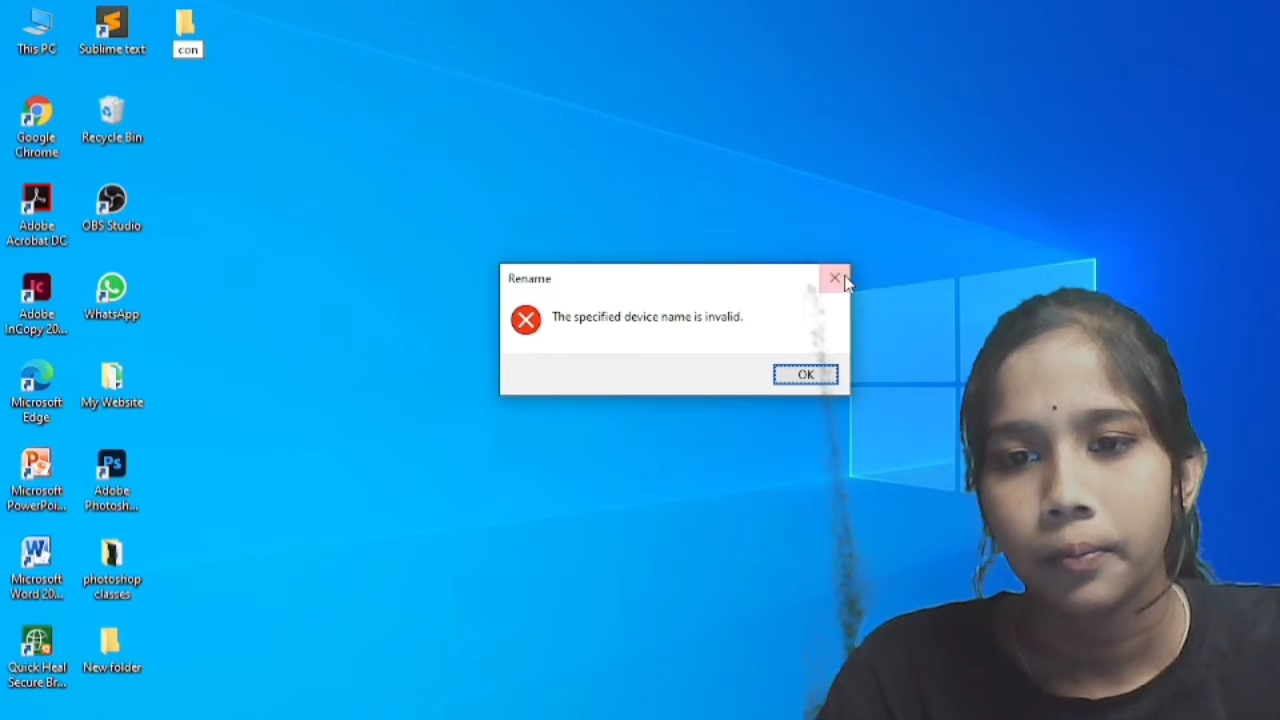 This PC
Sublime text
con
Google
Chrome
Recycle Bin
Adobe
Acrobat DC
OBS Studio
Adobe
InCopy 20...
WhatsApp
Microsoft
Edge
My Website
Microsoft
PowerPoi...
Adobe
Photosh...
Microsoft
Word 20...
photoshop
classes
Quick Heal
Secure Br...
New folder
Rename
The specified device name is invalid.
OK
Ic
P
Ps
W